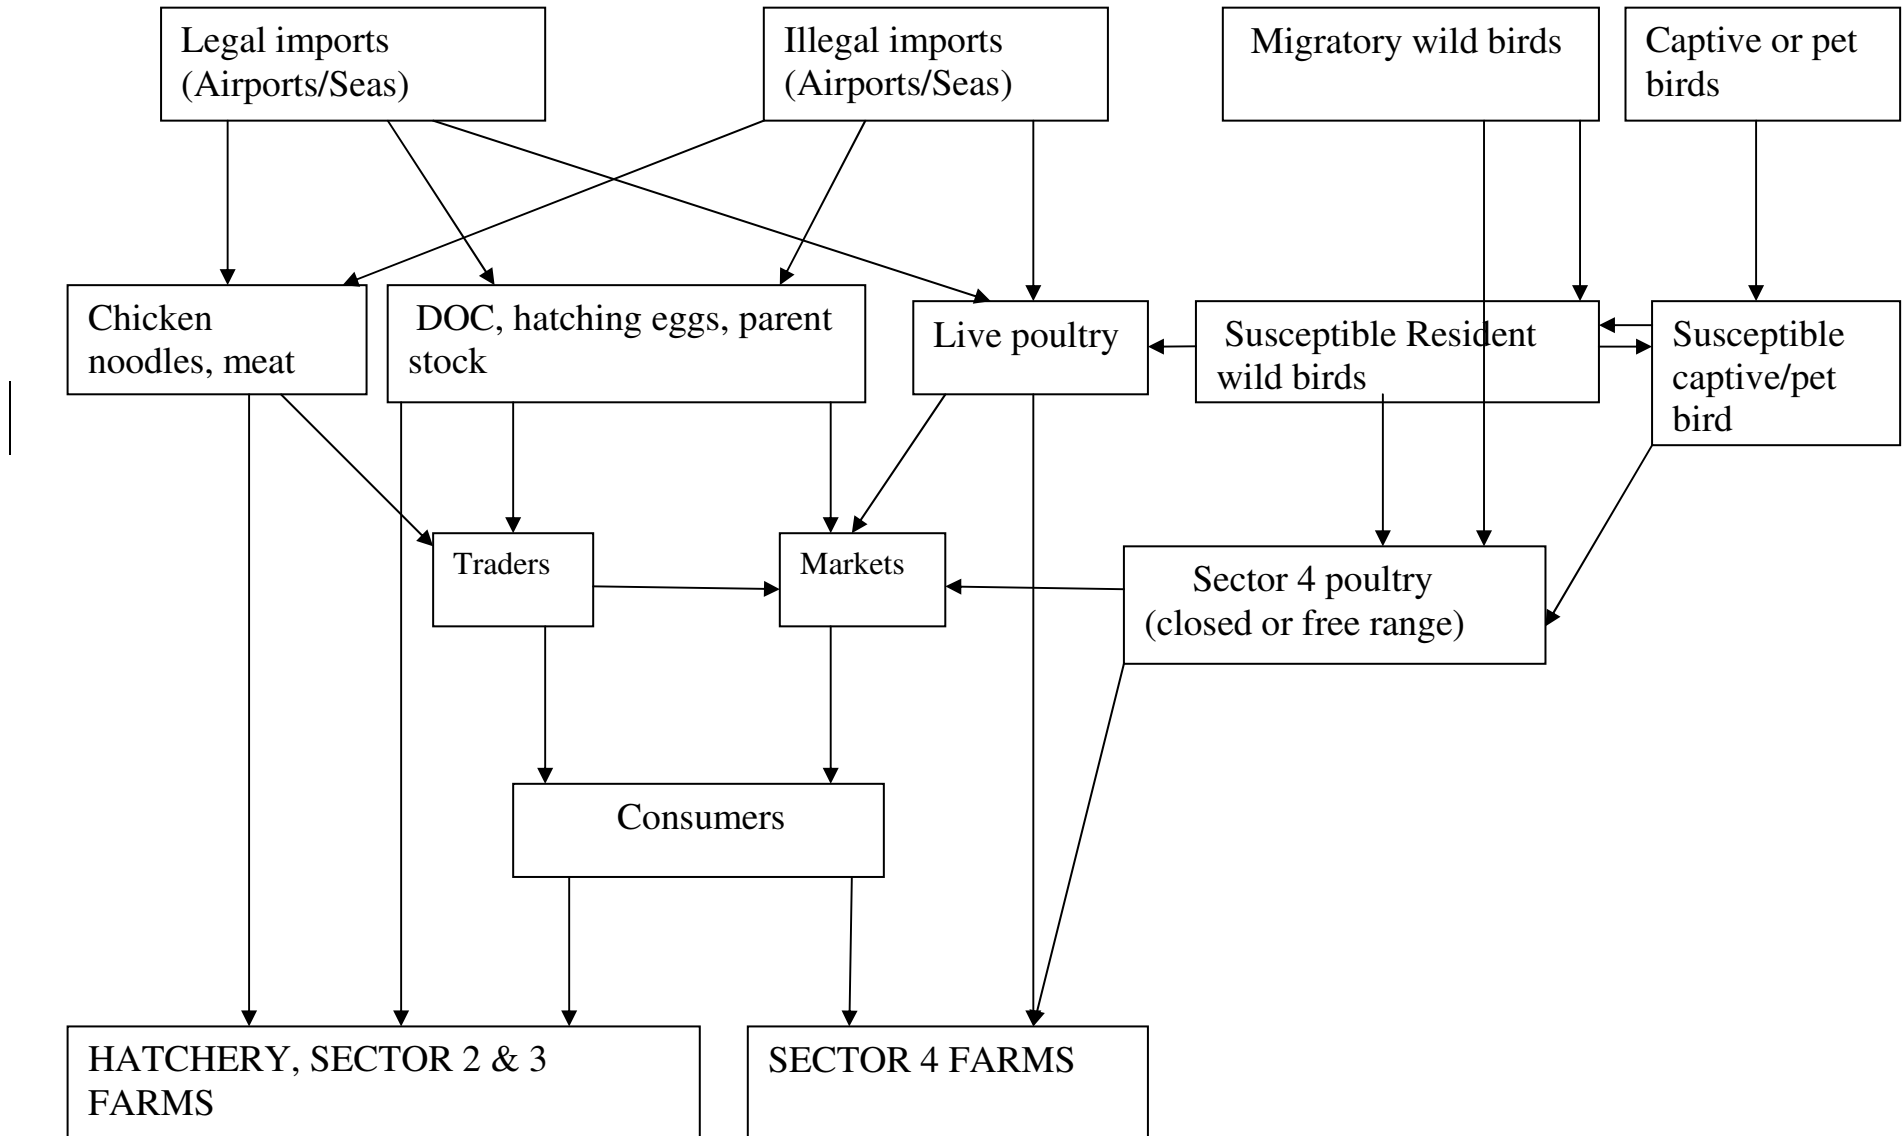 Legal imports
(Airports/Seas)
Illegal imports
(Airports/Seas)
Migratory wild birds
Captive or pet
birds
Chicken
noodles, meat
DOC, hatching eggs, parent
stock
Live poultry
Susceptible Resident
wild birds
Susceptible
captive/pet
bird
Traders
Markets
Sector 4 poultry
(closed or free range)
Consumers
HATCHERY, SECTOR 2 & 3
FARMS
SECTOR 4 FARMS